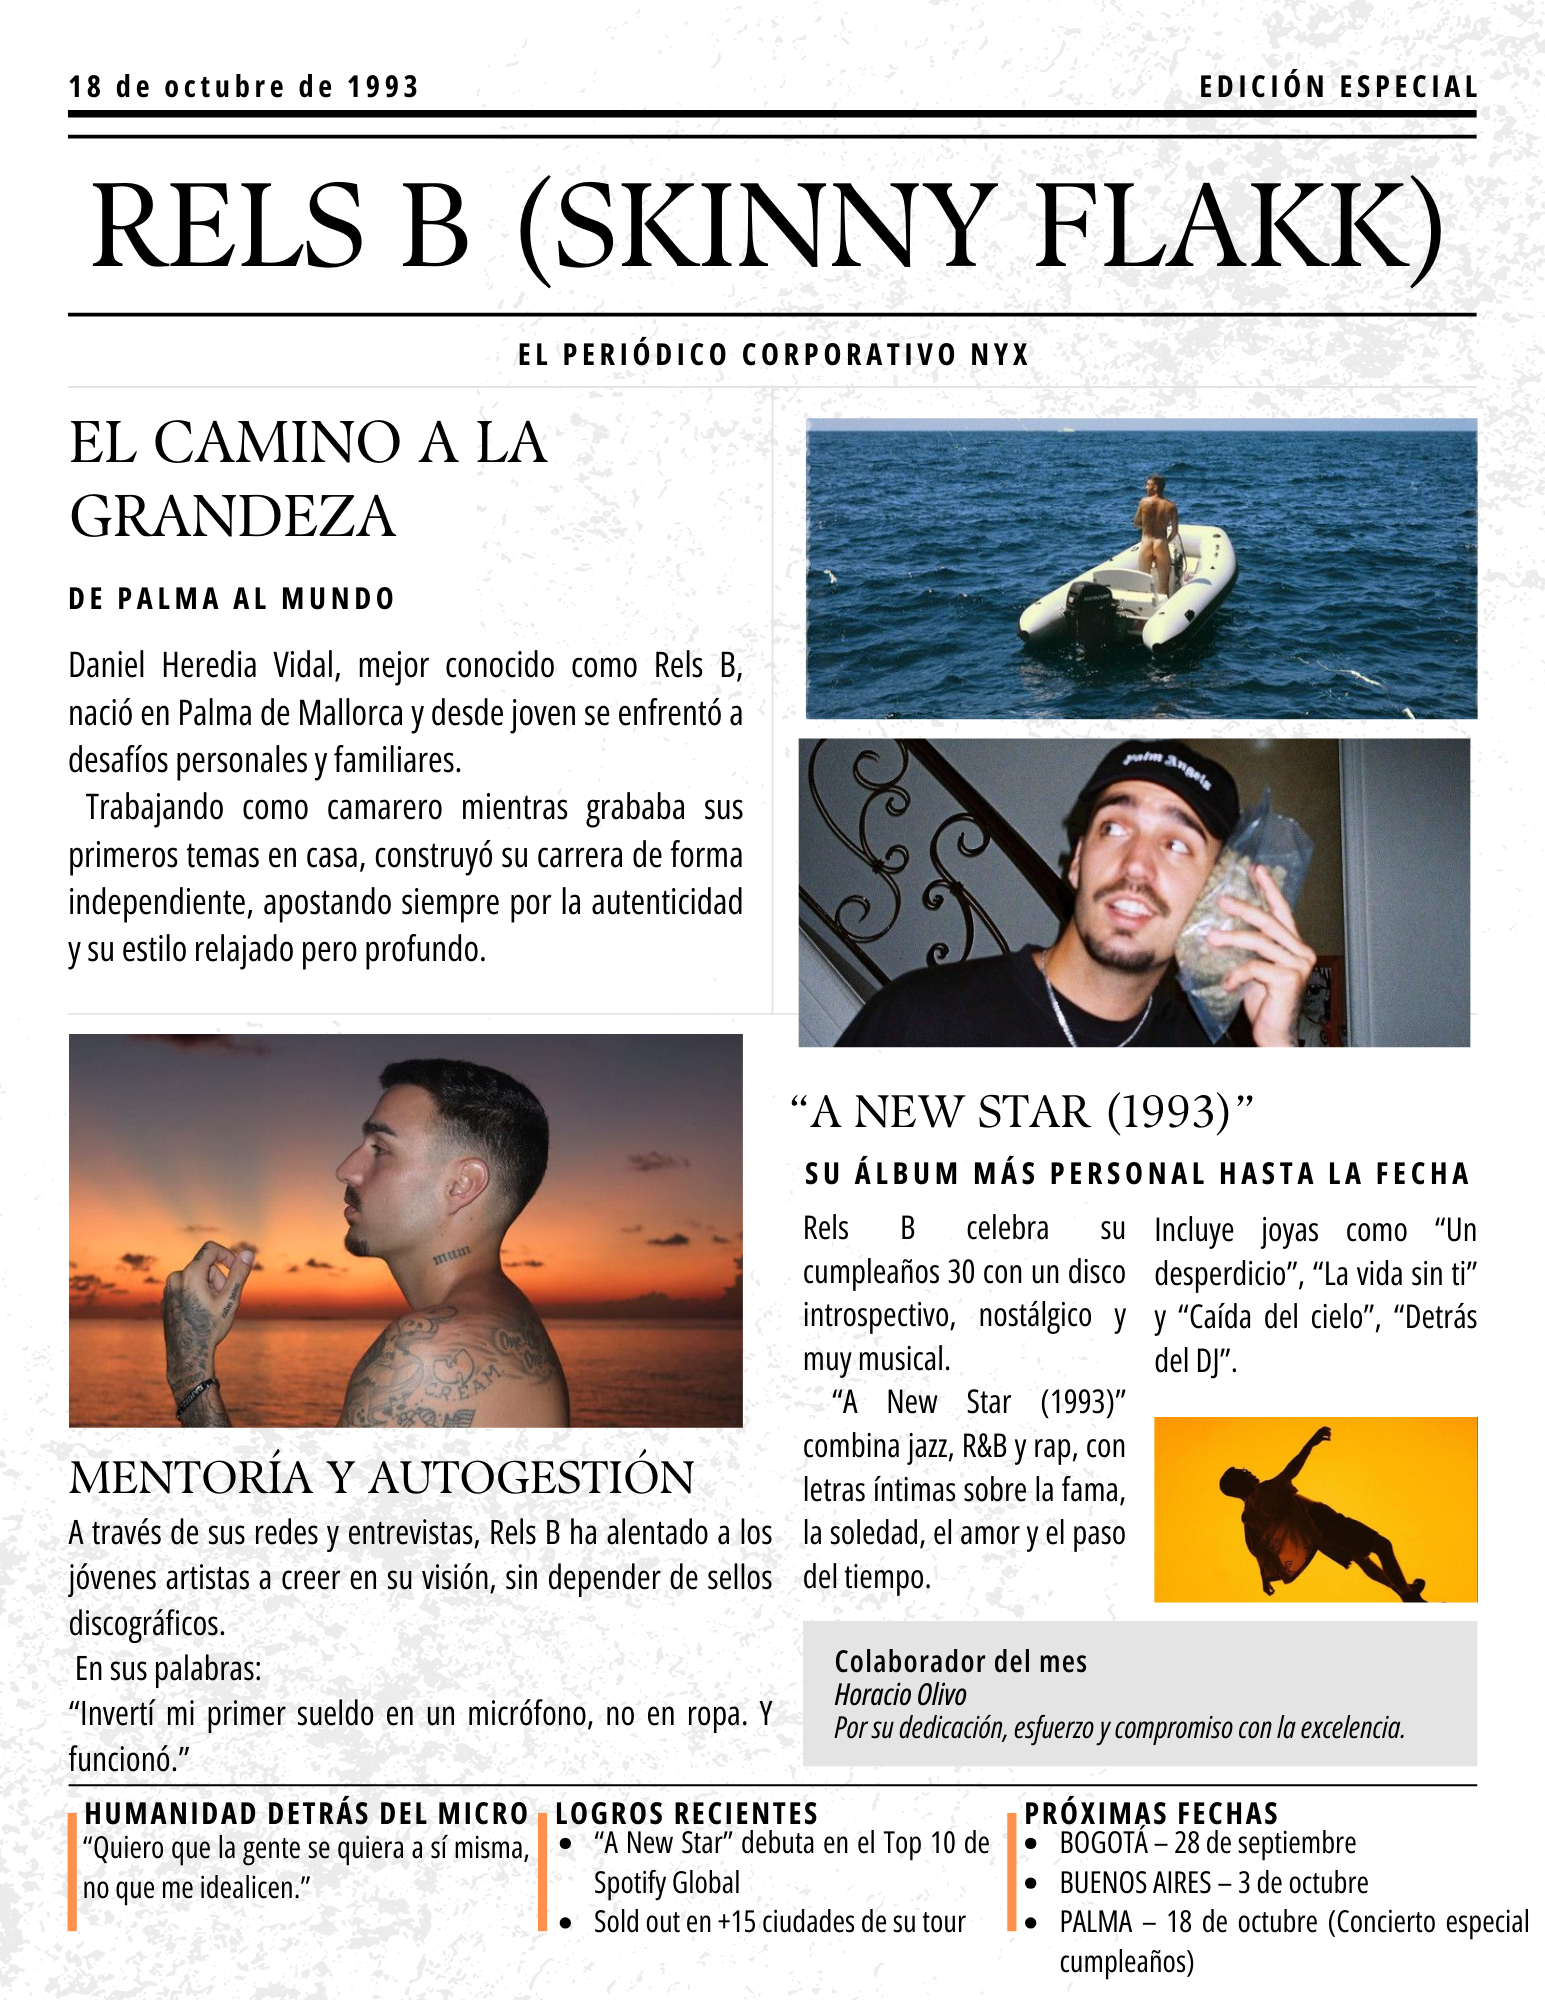 18 de octubre de 1993
EDICIÓN ESPECIAL
RELS B (SKINNY FLAKK)
EL PERIÓDICO CORPORATIVO NYX
EL CAMINO A LA
GRANDEZA
DE PALMA AL MUNDO
Daniel Heredia Vidal, mejor conocido como Rels B,
nació en Palma de Mallorca y desde joven se enfrentó a
desafíos personales y familiares.
Trabajando como camarero mientras grababa sus
primeros temas en casa, construyó su carrera de forma
independiente, apostando siempre por la autenticidad
y su estilo relajado pero profundo.
Palm Angels
mum
C.R.E.A.M
MENTORÍA Y AUTOGESTIÓN
A través de sus redes y entrevistas, Rels B ha alentado a los
jóvenes artistas a creer en su visión, sin depender de sellos
discográficos.
En sus palabras:
“Invertí mi primer sueldo en un micrófono, no en ropa. Y
funcionó.”
“A NEW STAR (1993)”
SU ÁLBUM MÁS PERSONAL HASTA LA FECHA
Rels B celebra su
cumpleaños 30 con un disco
introspectivo, nostálgico y
muy musical.
“A New Star (1993)”
combina jazz, R&B y rap, con
letras íntimas sobre la fama,
la soledad, el amor y el paso
del tiempo.
Incluye joyas como “Un
desperdicio”, “La vida sin ti”
y “Caída del cielo”, “Detrás
del DJ”.
Colaborador del mes
Horacio Olivo
Por su dedicación, esfuerzo y compromiso con la excelencia.
HUMANIDAD DETRÁS DEL MICRO
“Quiero que la gente se quiera a sí misma,
no que me idealicen.”
LOGROS RECIENTES
• “A New Star” debuta en el Top 10 de
Spotify Global
• Sold out en +15 ciudades de su tour
PRÓXIMAS FECHAS
• BOGOTÁ – 28 de septiembre
• BUENOS AIRES – 3 de octubre
• PALMA – 18 de octubre (Concierto especial
cumpleaños)